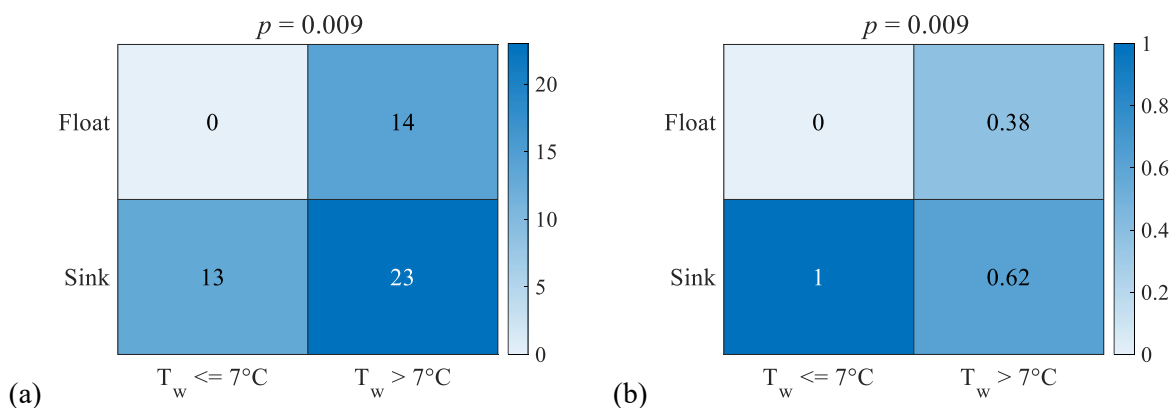 p = 0.009
Float
0
14
Sink
13
23
T_w <= 7°C
T_w > 7°C
20
15
10
5
0
(a)
p = 0.009
Float
0
0.38
Sink
1
0.62
T_w <= 7°C
T_w > 7°C
1
0.8
0.6
0.4
0.2
0
(b)